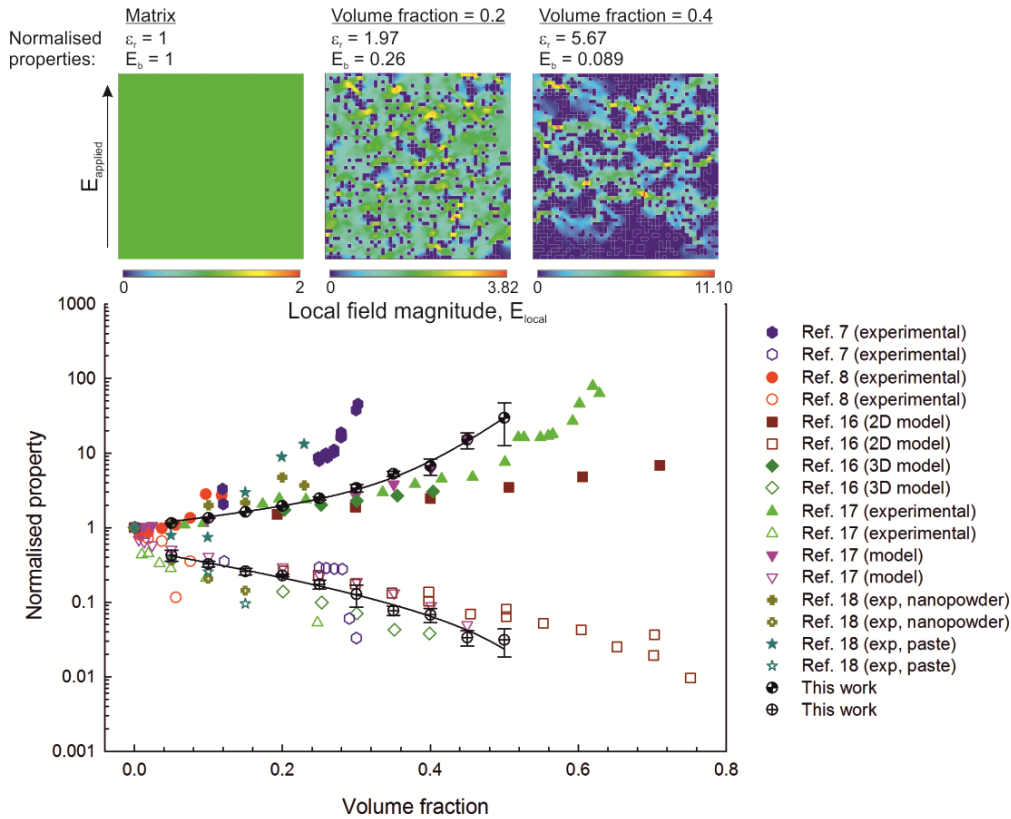 Matrix
Volume fraction = 0.2
Volume fraction = 0.4
Normalised properties:
εr = 1
Eb = 1
εr = 1.97
Eb = 0.26
εr = 5.67
Eb = 0.089
Eapplied
0 2
0 3.82
0 11.10
Local field magnitude, Elocal
1000
100
10
1
0.1
0.01
0.001
Normalised property
0.0 0.2 0.4 0.6 0.8
Volume fraction
Ref. 7 (experimental)
Ref. 7 (experimental)
Ref. 8 (experimental)
Ref. 8 (experimental)
Ref. 16 (2D model)
Ref. 16 (2D model)
Ref. 16 (3D model)
Ref. 16 (3D model)
Ref. 17 (experimental)
Ref. 17 (experimental)
Ref. 17 (model)
Ref. 17 (model)
Ref. 18 (exp, nanopowder)
Ref. 18 (exp, nanopowder)
Ref. 18 (exp, paste)
Ref. 18 (exp, paste)
This work
This work